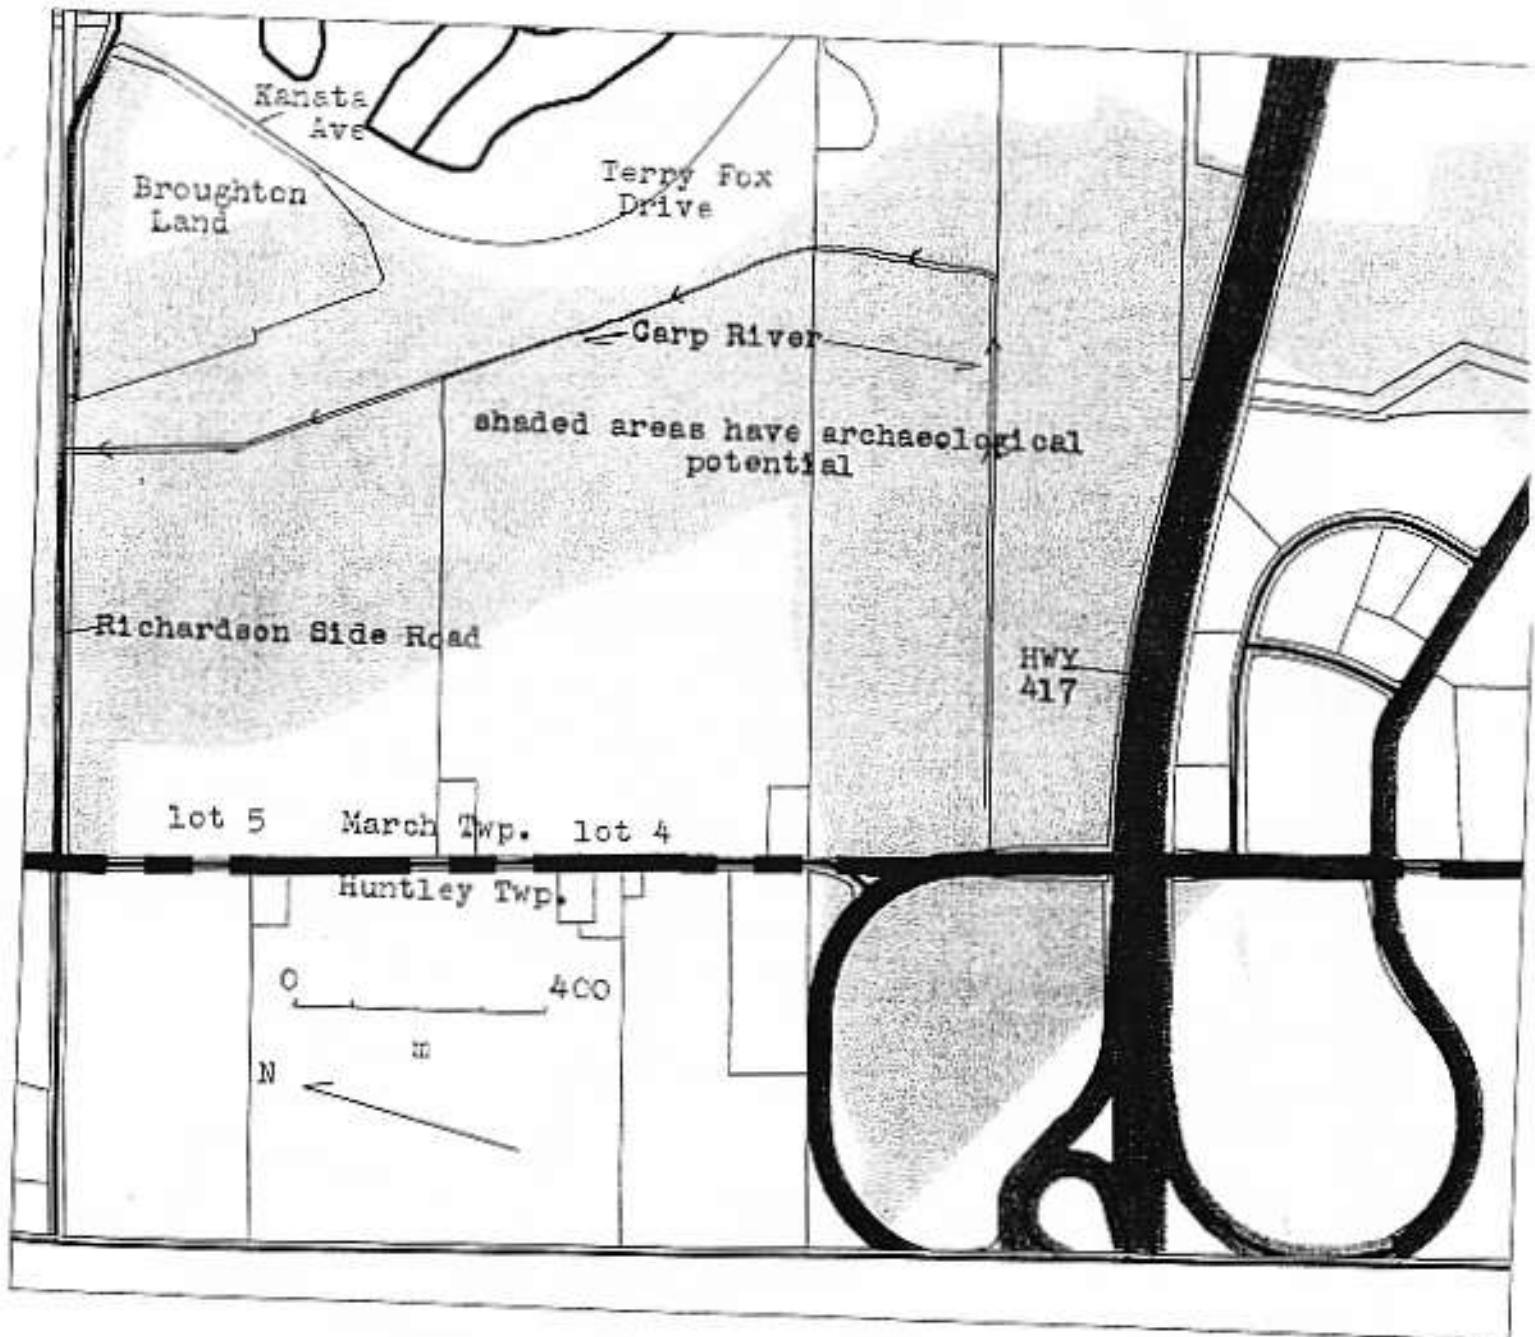 Kanata
Ave
Broughton
Land
Terry Fox
Drive
Carp River
shaded areas have archaeological
potential
Richardson Side Road
HWY
417
lot 5 March Twp. lot 4
Huntley Twp.
0 400
m
N